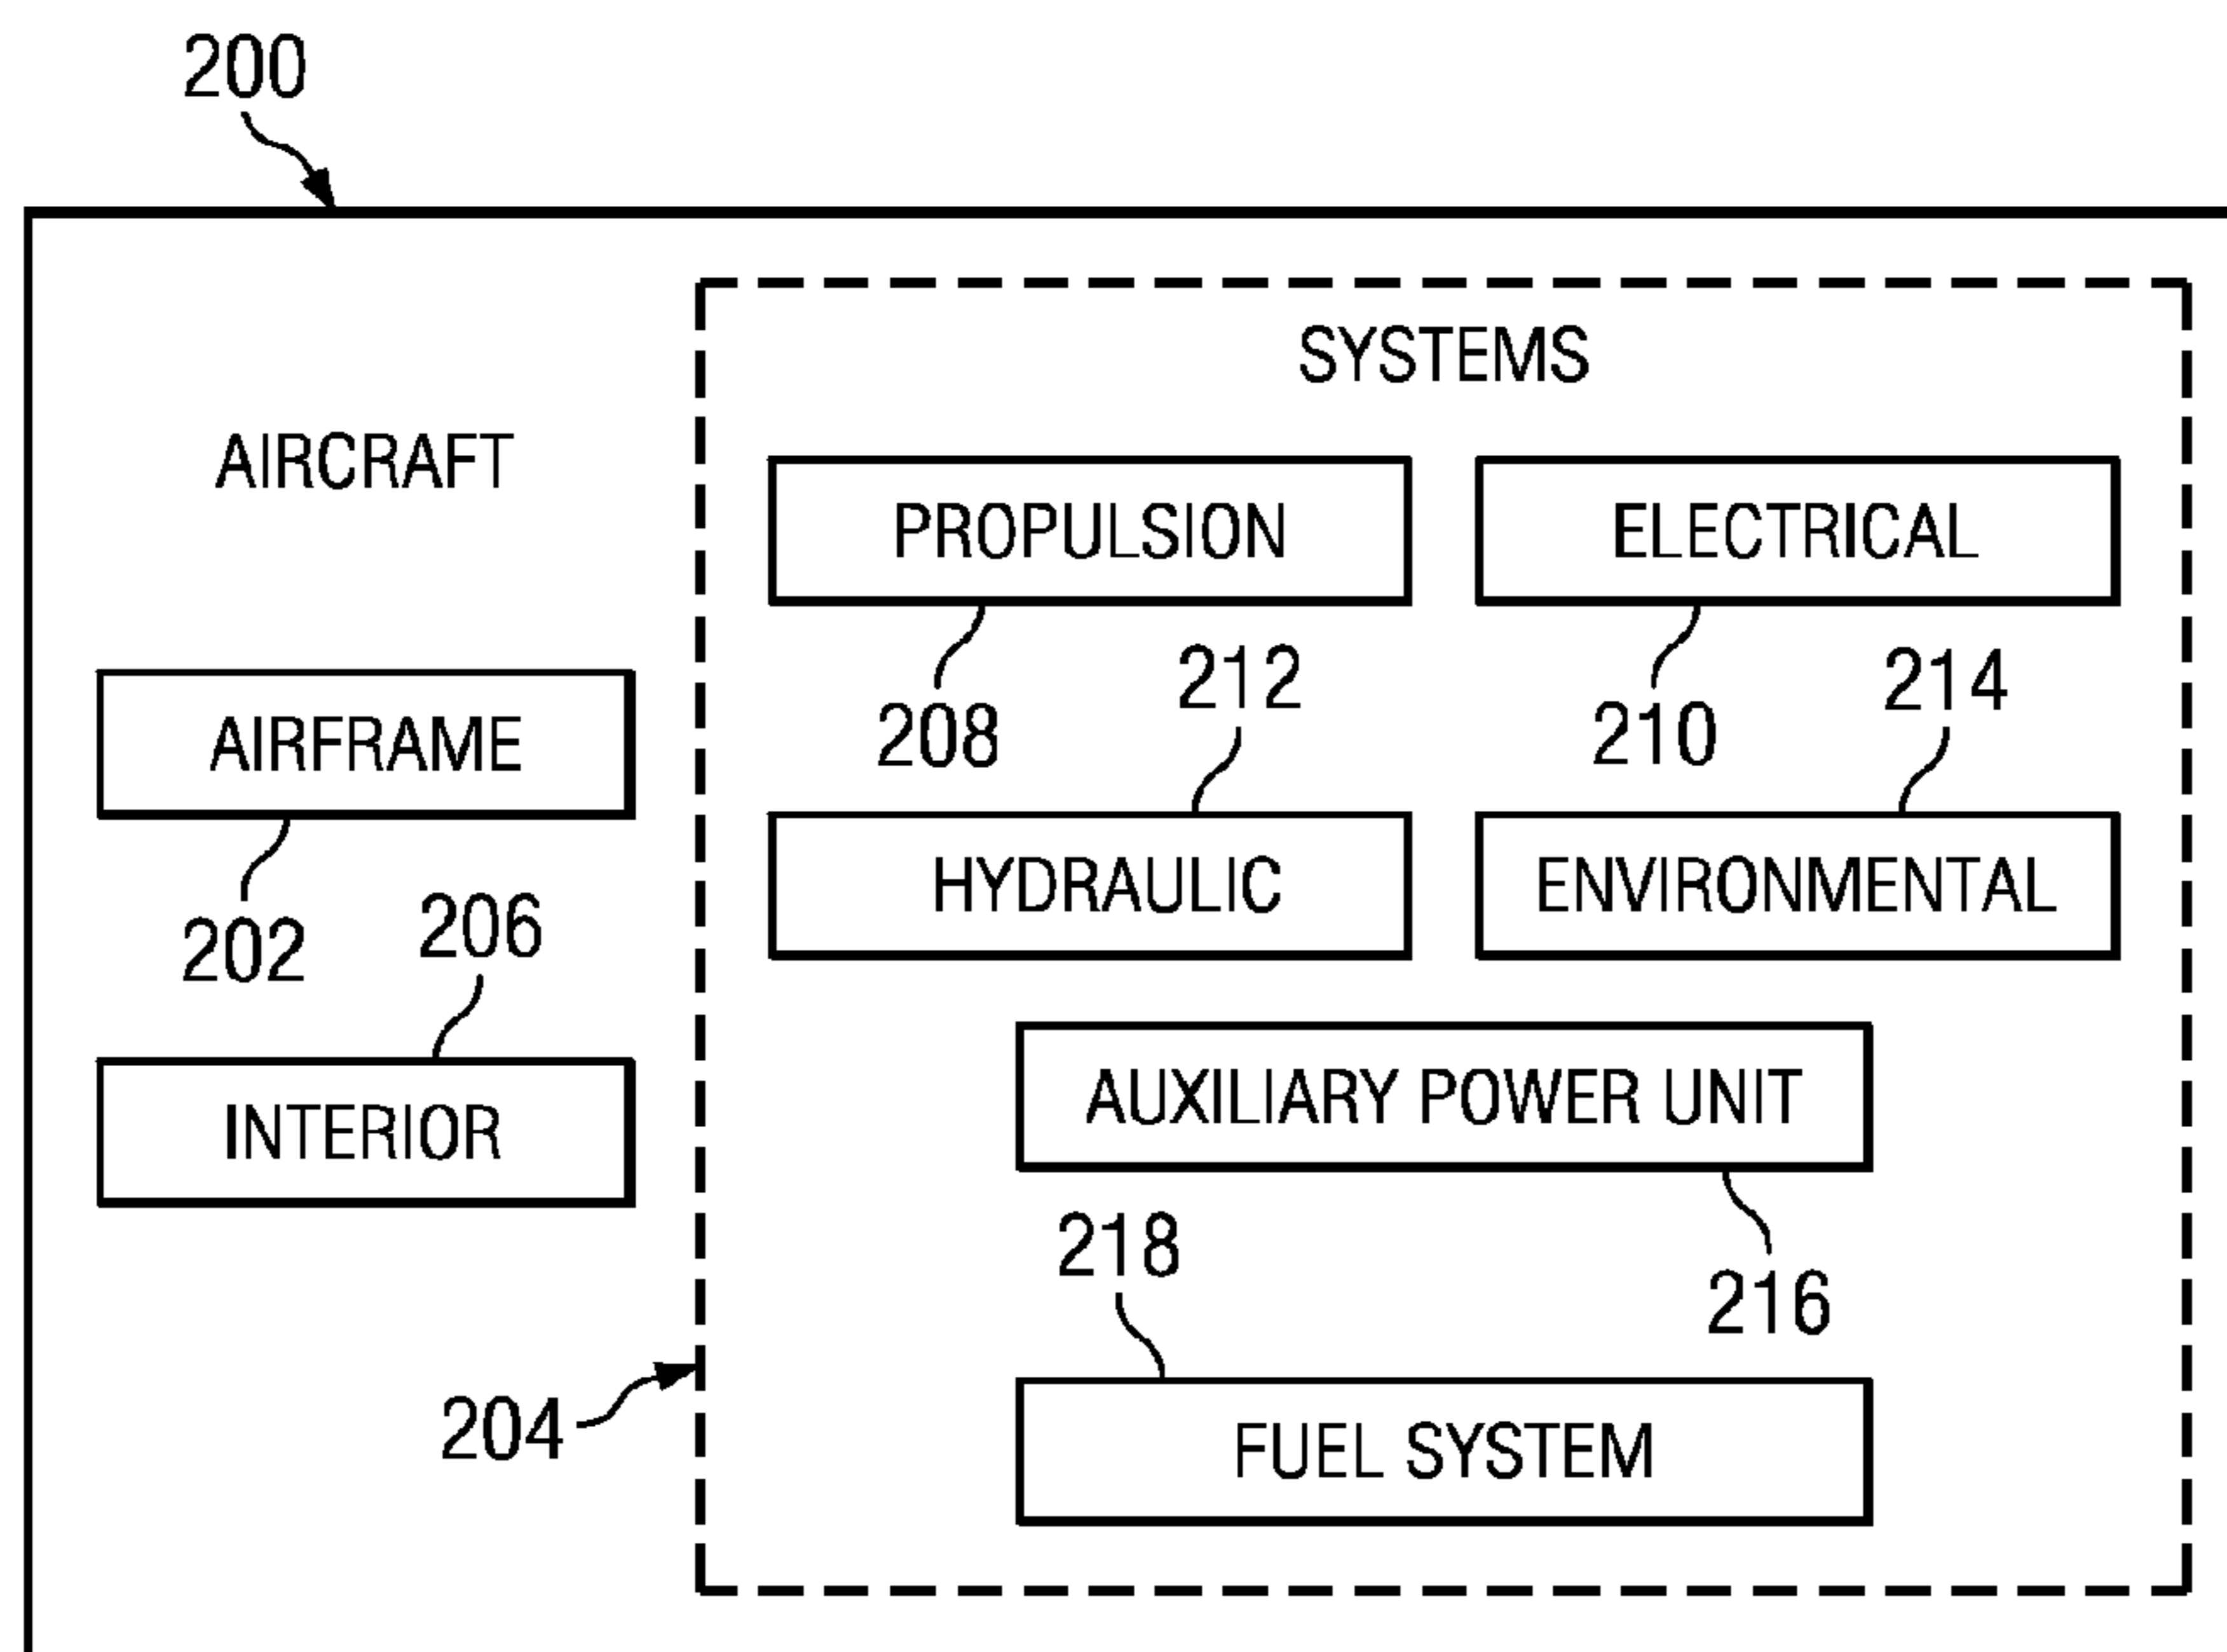 200
SYSTEMS
AIRCRAFT
PROPULSION
ELECTRICAL
212
214
208
210
AIRFRAME
HYDRAULIC
ENVIRONMENTAL
206
202
AUXILIARY POWER UNIT
INTERIOR
218
216
204
FUEL SYSTEM